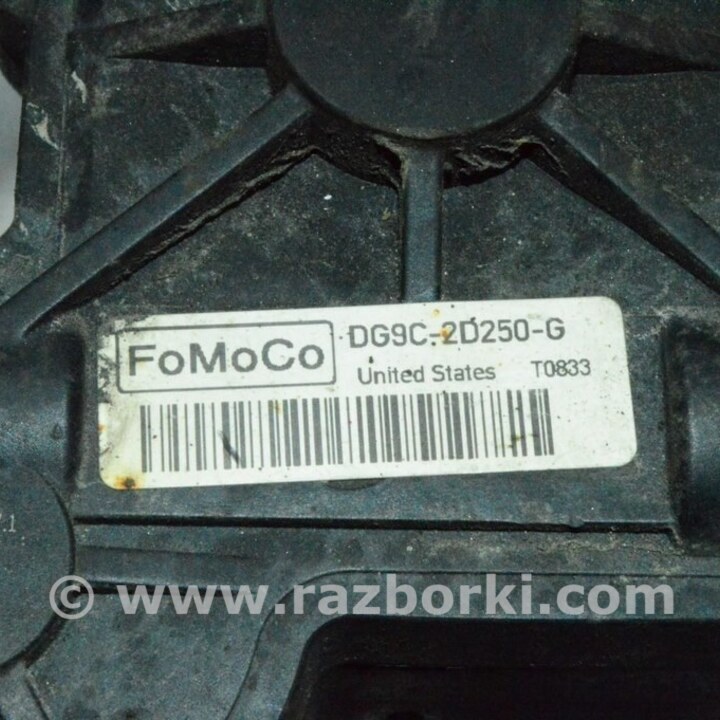 FoMoCo
DG9C-2D250-G
United States T0833
© www.razborki.com